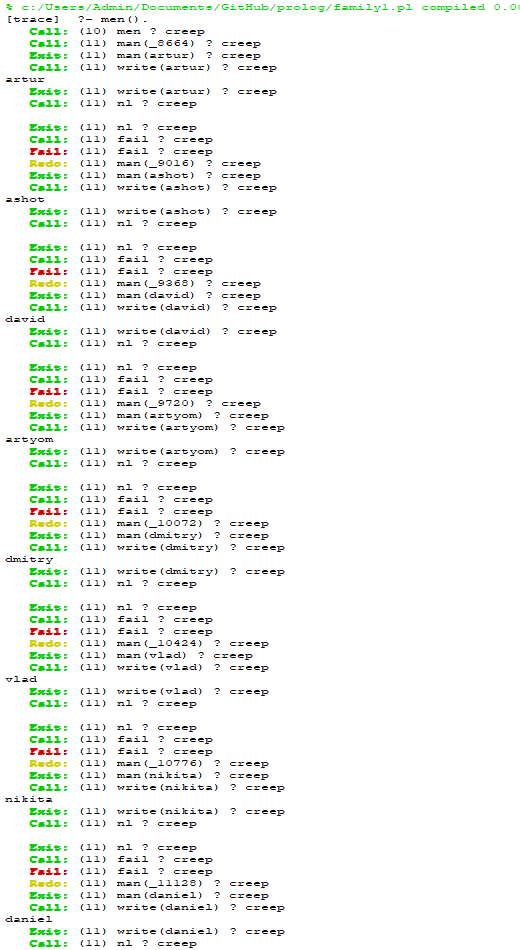 % c:/Users/Admin/Documents/GitHub/prolog/family1.pl compiled 0.00
[trace]  ?- men().
Call: (10) men ? creep
Call: (11) man(_8664) ? creep
Exit: (11) man(artur) ? creep
Call: (11) write(artur) ? creep
artur
Exit: (11) write(artur) ? creep
Call: (11) nl ? creep
Exit: (11) nl ? creep
Call: (11) fail ? creep
Fail: (11) fail ? creep
Redo: (11) man(_9016) ? creep
Exit: (11) man(ashot) ? creep
Call: (11) write(ashot) ? creep
ashot
Exit: (11) write(ashot) ? creep
Call: (11) nl ? creep
Exit: (11) nl ? creep
Call: (11) fail ? creep
Fail: (11) fail ? creep
Redo: (11) man(_9368) ? creep
Exit: (11) man(david) ? creep
Call: (11) write(david) ? creep
david
Exit: (11) write(david) ? creep
Call: (11) nl ? creep
Exit: (11) nl ? creep
Call: (11) fail ? creep
Fail: (11) fail ? creep
Redo: (11) man(_9720) ? creep
Exit: (11) man(artyom) ? creep
Call: (11) write(artyom) ? creep
artyom
Exit: (11) write(artyom) ? creep
Call: (11) nl ? creep
Exit: (11) nl ? creep
Call: (11) fail ? creep
Fail: (11) fail ? creep
Redo: (11) man(_10072) ? creep
Exit: (11) man(dmitry) ? creep
Call: (11) write(dmitry) ? creep
dmitry
Exit: (11) write(dmitry) ? creep
Call: (11) nl ? creep
Exit: (11) nl ? creep
Call: (11) fail ? creep
Fail: (11) fail ? creep
Redo: (11) man(_10424) ? creep
Exit: (11) man(vlad) ? creep
Call: (11) write(vlad) ? creep
vlad
Exit: (11) write(vlad) ? creep
Call: (11) nl ? creep
Exit: (11) nl ? creep
Call: (11) fail ? creep
Fail: (11) fail ? creep
Redo: (11) man(_10776) ? creep
Exit: (11) man(nikita) ? creep
Call: (11) write(nikita) ? creep
nikita
Exit: (11) write(nikita) ? creep
Call: (11) nl ? creep
Exit: (11) nl ? creep
Call: (11) fail ? creep
Fail: (11) fail ? creep
Redo: (11) man(_11128) ? creep
Exit: (11) man(daniel) ? creep
Call: (11) write(daniel) ? creep
daniel
Exit: (11) write(daniel) ? creep
Call: (11) nl ? creep